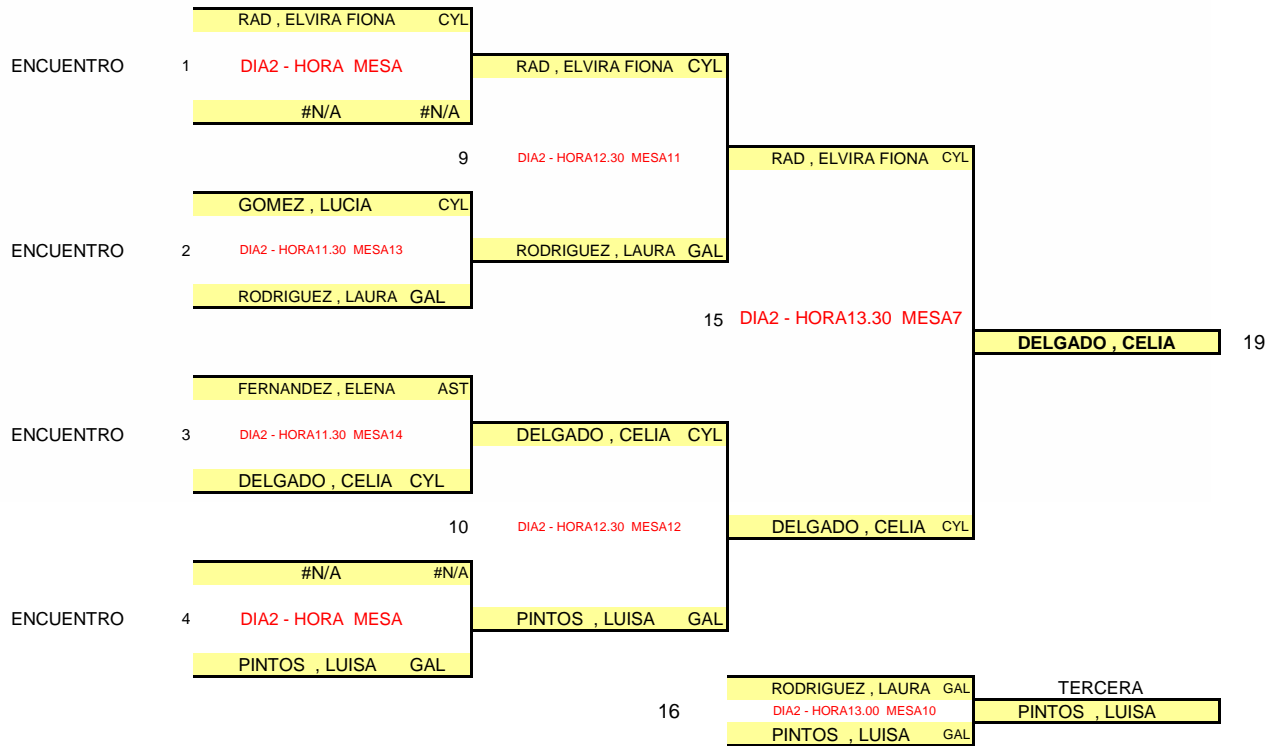 RAD , ELVIRA FIONA CYL
ENCUENTRO 1 DIA2 - HORA MESA RAD , ELVIRA FIONA CYL
#N/A #N/A
9 DIA2 - HORA12.30 MESA11 RAD , ELVIRA FIONA CYL
GOMEZ , LUCIA CYL
ENCUENTRO 2 DIA2 - HORA11.30 MESA13 RODRIGUEZ , LAURA GAL
RODRIGUEZ , LAURA GAL
15 DIA2 - HORA13.30 MESA7
DELGADO , CELIA 19
FERNANDEZ , ELENA AST
ENCUENTRO 3 DIA2 - HORA11.30 MESA14 DELGADO , CELIA CYL
DELGADO , CELIA CYL
10 DIA2 - HORA12.30 MESA12 DELGADO , CELIA CYL
#N/A #N/A
ENCUENTRO 4 DIA2 - HORA MESA PINTOS , LUISA GAL
PINTOS , LUISA GAL
RODRIGUEZ , LAURA GAL TERCERA
16 DIA2 - HORA13.00 MESA10 PINTOS , LUISA
PINTOS , LUISA GAL